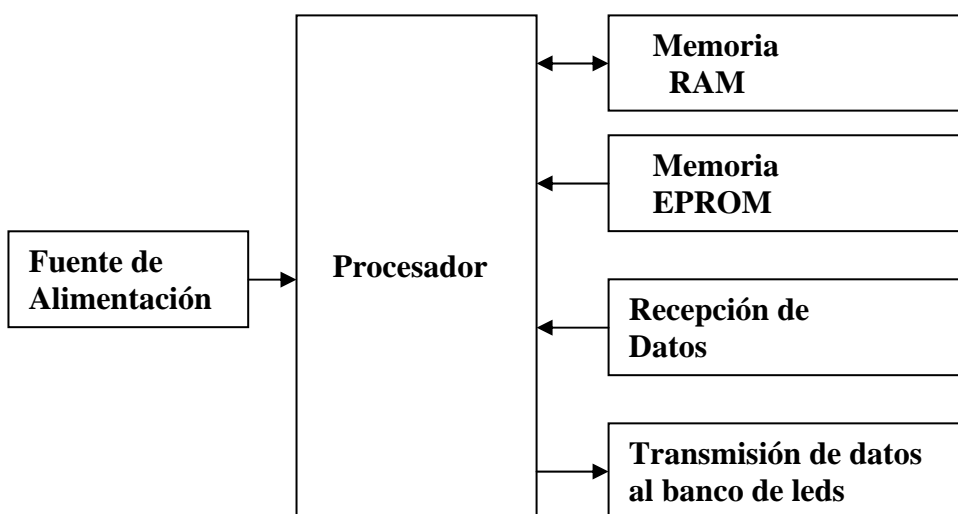 Fuente de
Alimentación
Procesador
Memoria
RAM
Memoria
EPROM
Recepción de
Datos
Transmisión de datos
al banco de leds